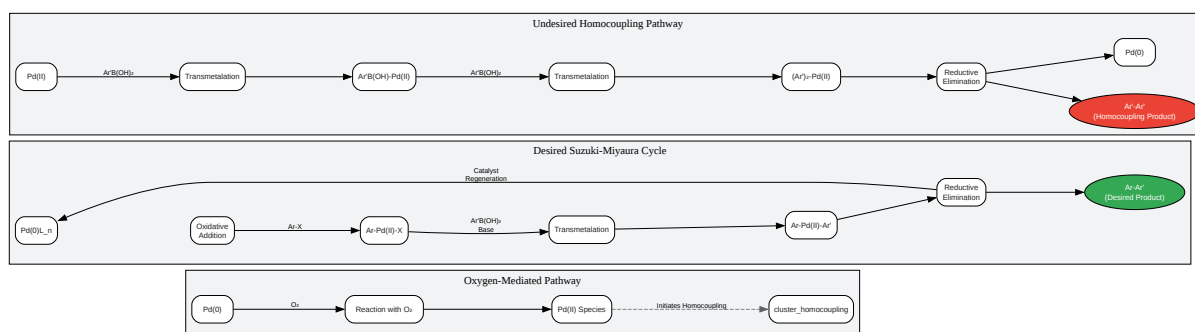 Undesired Homocoupling Pathway
Pd(II)
Ar'B(OH)₂
Transmetalation
Ar'B(OH)-Pd(II)
Ar'B(OH)₂
Transmetalation
(Ar')₂-Pd(II)
Reductive
Elimination
Pd(0)
Ar'-Ar'
(Homocoupling Product)
Desired Suzuki-Miyaura Cycle
Catalyst
Regeneration
Pd(0)L_n
Oxidative
Addition
Ar-X
Ar-Pd(II)-X
Ar'B(OH)₂
Base
Transmetalation
Ar-Pd(II)-Ar'
Reductive
Elimination
Ar-Ar'
(Desired Product)
Oxygen-Mediated Pathway
Pd(0)
O₂
Reaction with O₂
Pd(II) Species
Initiates Homocoupling
cluster_homocoupling